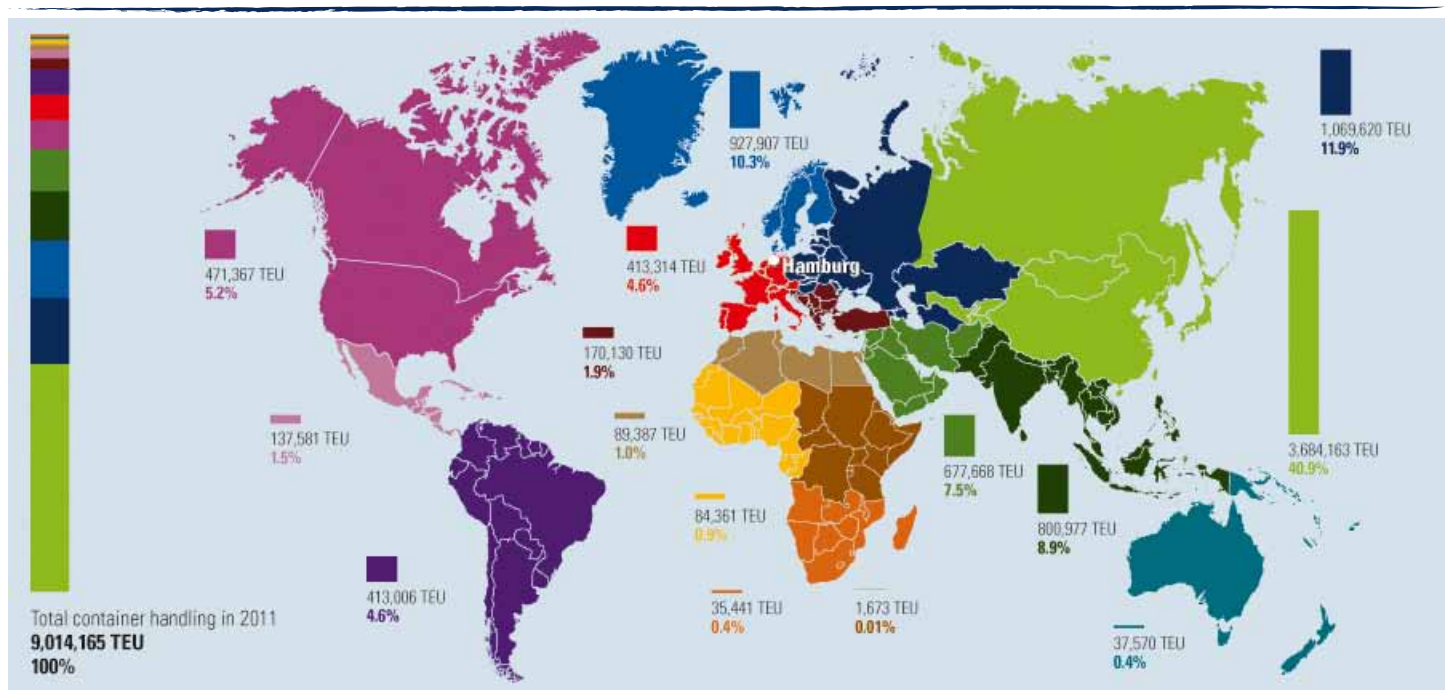 927,907 TEU
10.3%
1,069,620 TEU
11.9%
471,367 TEU
5.2%
413,314 TEU
4.6%
Hamburg
170,130 TEU
1.9%
137,581 TEU
1.5%
89,387 TEU
1.0%
677,668 TEU
7.5%
3,684,163 TEU
40.9%
84,361 TEU
0.9%
800,977 TEU
8.9%
413,006 TEU
4.6%
35,441 TEU
0.4%
1,673 TEU
0.01%
37,570 TEU
0.4%
Total container handling in 2011
9,014,165 TEU
100%